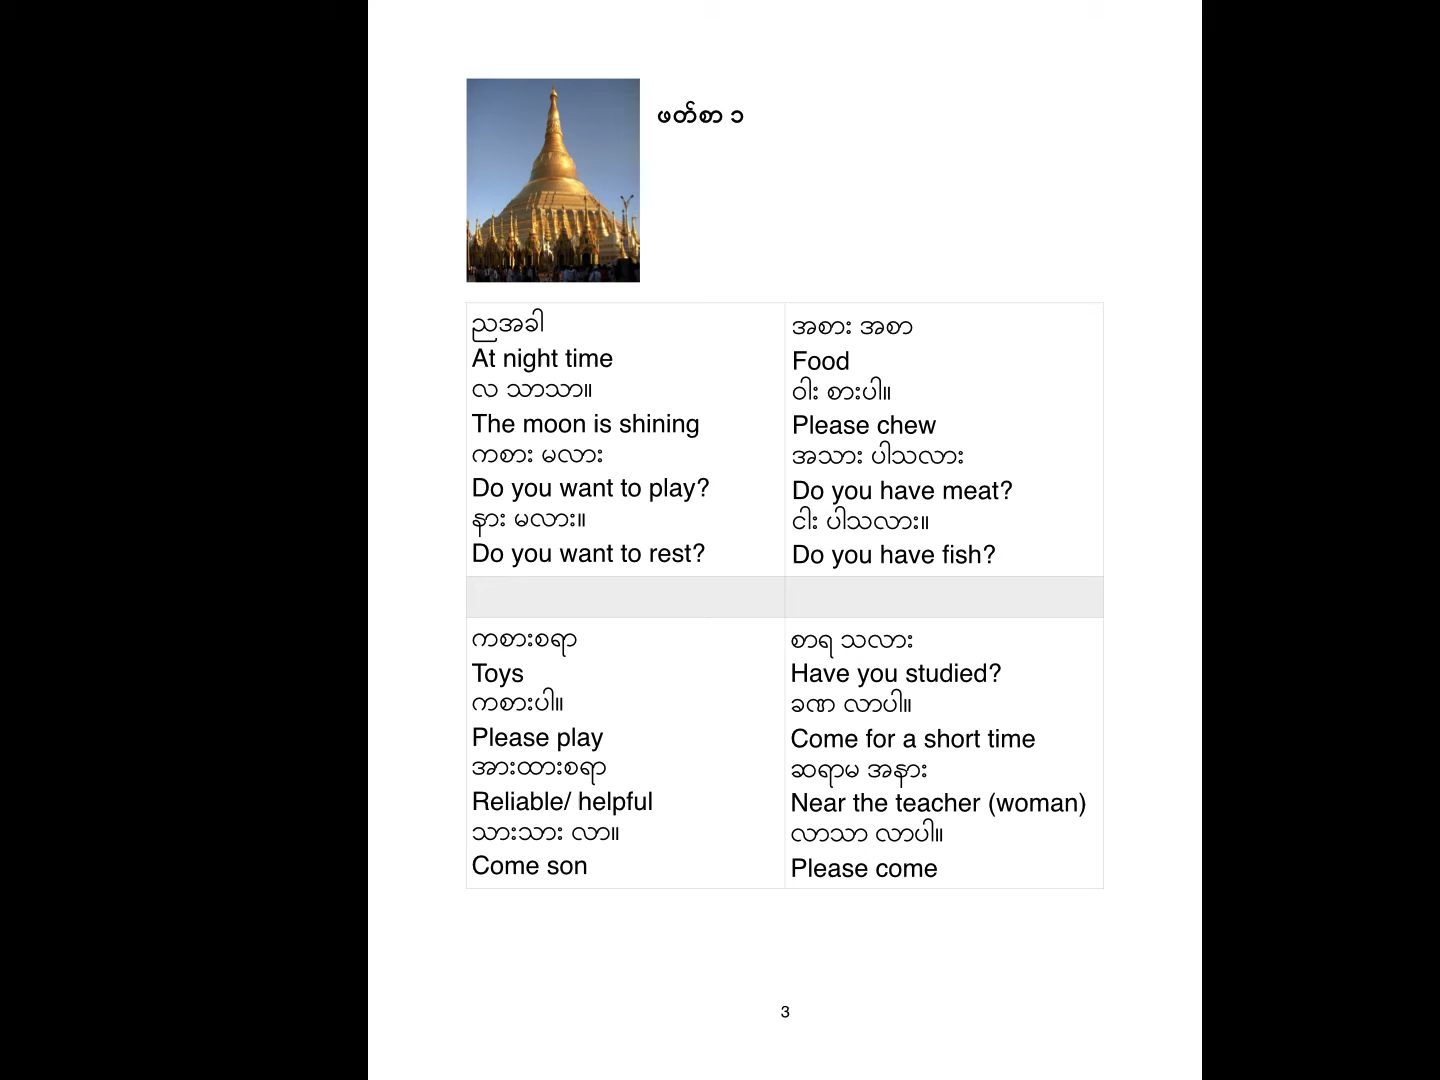 ဖတ်စာ ၁
ညအခါ
At night time
လ သာသာ။
The moon is shining
ကစား မလား
Do you want to play?
နား မလား။
Do you want to rest?
အစား အစာ
Food
ဝါး စားပါ။
Please chew
အသား ပါသလား
Do you have meat?
ငါး ပါသလား။
Do you have fish?
ကစားစရာ
Toys
ကစားပါ။
Please play
အားထားစရာ
Reliable/ helpful
သားသား လာ။
Come son
စာရ သလား
Have you studied?
ခဏ လာပါ။
Come for a short time
ဆရာမ အနား
Near the teacher (woman)
လာသာ လာပါ။
Please come
3